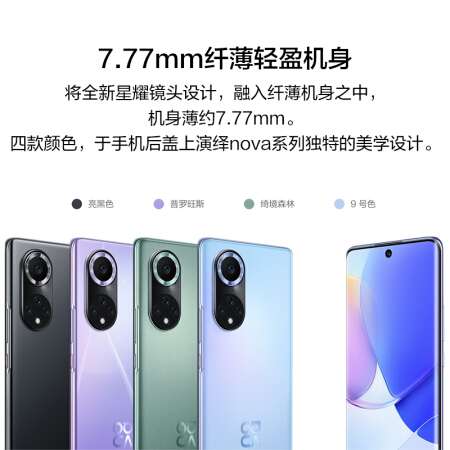 7.77mm纤薄轻盈机身
将全新星耀镜头设计，融入纤薄机身之中，
机身薄约7.77mm。
四款颜色，于手机后盖上演绎nova系列独特的美学设计。
亮黑色 普罗旺斯 绮境森林 9号色